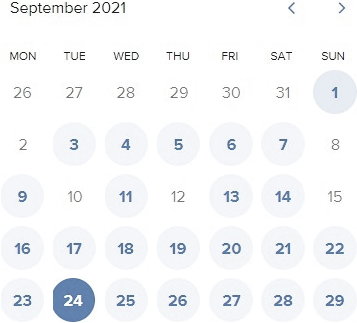 September 2021
MON TUE WED THU FRI SAT SUN
26 27 28 29 30 31 1
2 3 4 5 6 7 8
9 10 11 12 13 14 15
16 17 18 19 20 21 22
23 24 25 26 27 28 29